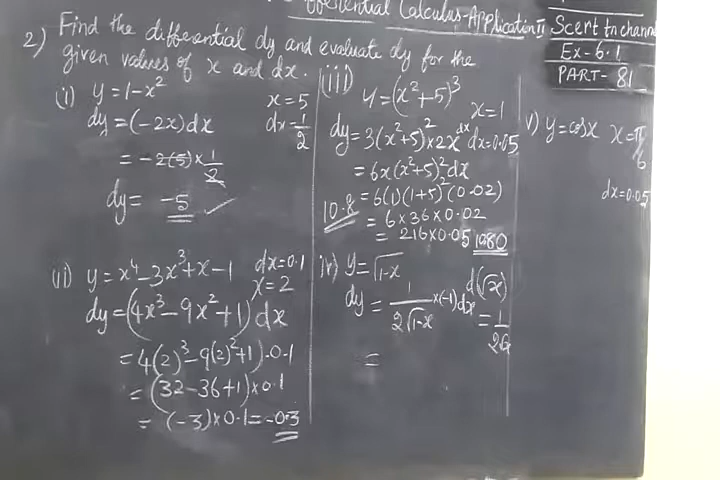 Differential Calculus-Application II
Scert tn channel
Ex-6.1
PART- 81
2) Find the differential dy and evaluate dy for the
given values of x and dx.
(i) y=1-x² x=5
dy=(-2x)dx dx=1/2
= -2(5)×1/2
dy= -5 ✓
(ii) y=x⁴-3x³+x-1 dx=0.1
x=2
dy=(4x³-9x²+1)dx
=4(2)³-9(2)²+1)·0.1
=(32-36+1)×0.1
= (-3)×0.1=-0.3
(iii)
y=(x²+5)³ x=1
dy=3(x²+5)²×2x dx dx=0.05
=6x(x²+5)²dx
=6(1)(1+5)²(0.02)
10.8 = 6×36×0.02
= 216×0.05 1080
iv) y=√1-x
dy = 1/2√1-x ×(-1)dx d(√x)
= 1/2√x
=
v) y=cosx x=π/6
dx=0.05